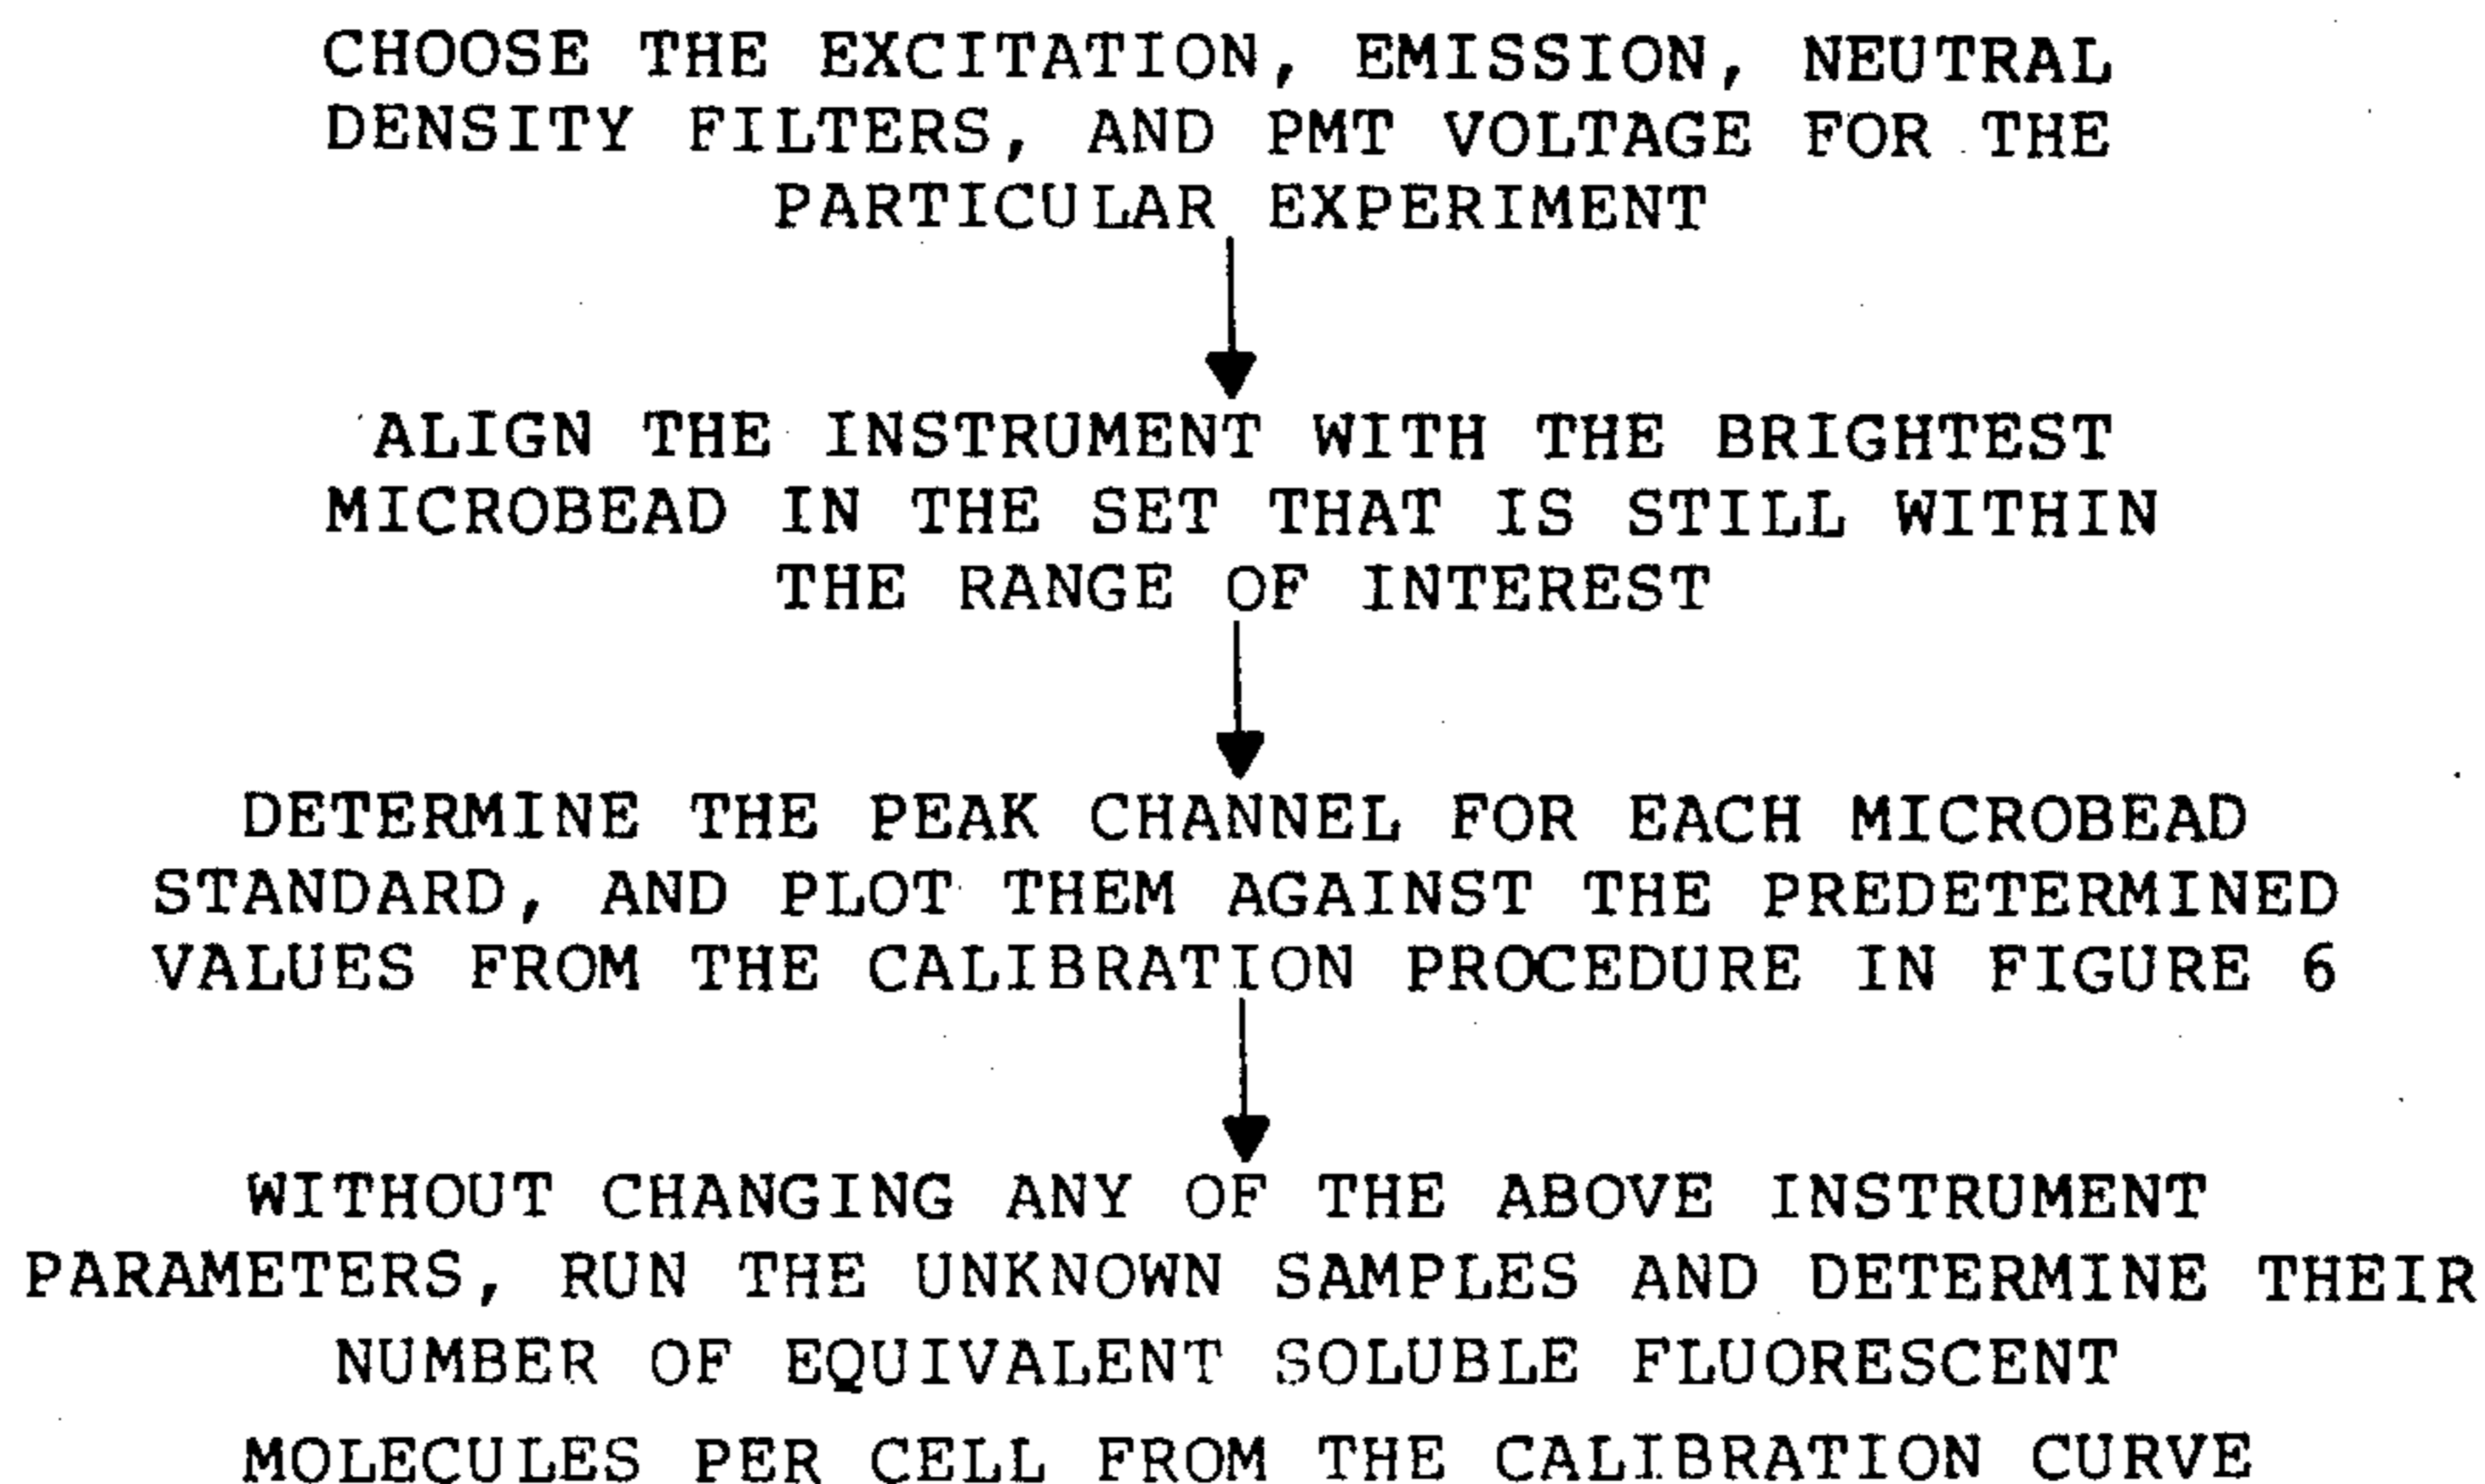 CHOOSE THE EXCITATION, EMISSION, NEUTRAL
DENSITY FILTERS, AND PMT VOLTAGE FOR THE
PARTICULAR EXPERIMENT
ALIGN THE INSTRUMENT WITH THE BRIGHTEST
MICROBEAD IN THE SET THAT IS STILL WITHIN
THE RANGE OF INTEREST
DETERMINE THE PEAK CHANNEL FOR EACH MICROBEAD
STANDARD, AND PLOT THEM AGAINST THE PREDETERMINED
VALUES FROM THE CALIBRATION PROCEDURE IN FIGURE 6
WITHOUT CHANGING ANY OF THE ABOVE INSTRUMENT
PARAMETERS, RUN THE UNKNOWN SAMPLES AND DETERMINE THEIR
NUMBER OF EQUIVALENT SOLUBLE FLUORESCENT
MOLECULES PER CELL FROM THE CALIBRATION CURVE